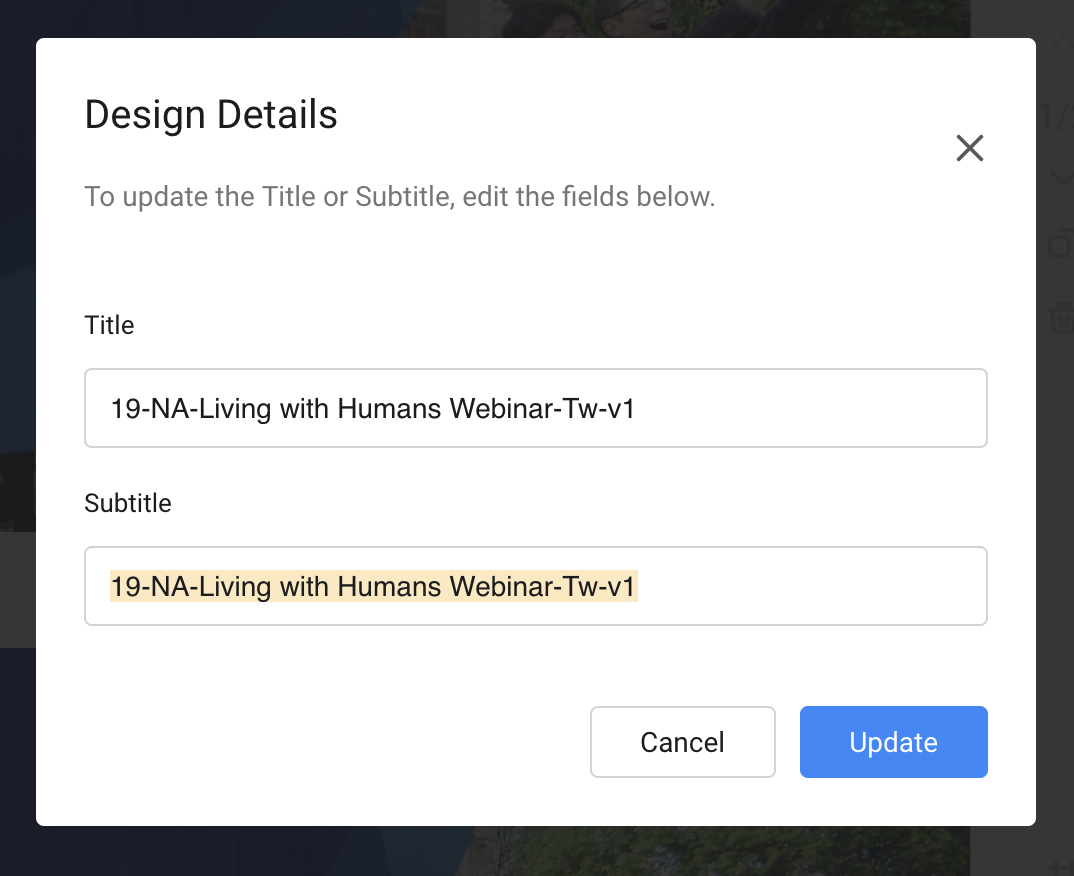 Design Details
To update the Title or Subtitle, edit the fields below.
Title
19-NA-Living with Humans Webinar-Tw-v1
Subtitle
19-NA-Living with Humans Webinar-Tw-v1
Cancel
Update